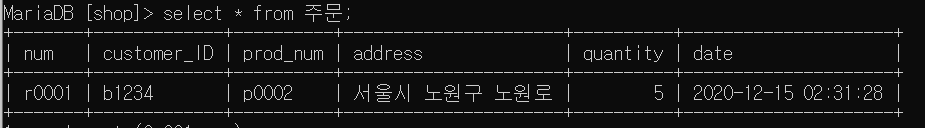 MariaDB [shop]> select * from 주문;
| num | customer_ID | prod_num | address | quantity | date |
| r0001 | b1234 | p0002 | 서울시 노원구 노원로 | 5 | 2020-12-15 02:31:28 |